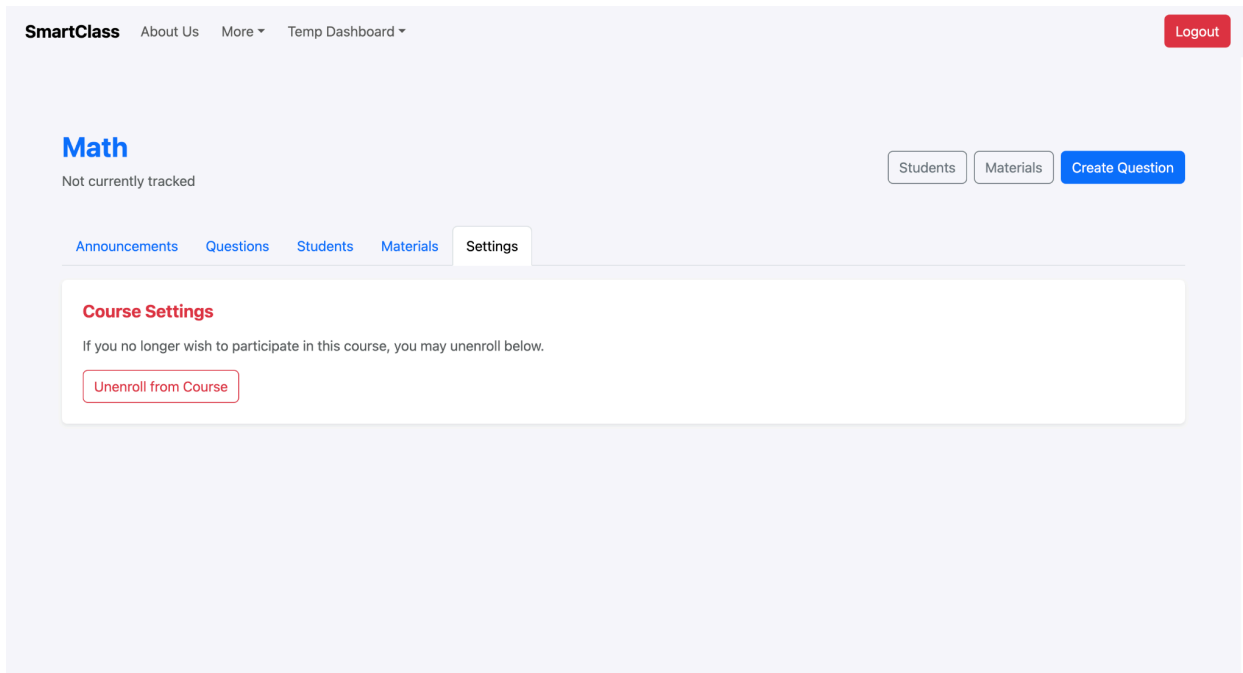 SmartClass About Us More Temp Dashboard Logout
Math
Not currently tracked
Students Materials Create Question
Announcements Questions Students Materials Settings
Course Settings
If you no longer wish to participate in this course, you may unenroll below.
Unenroll from Course